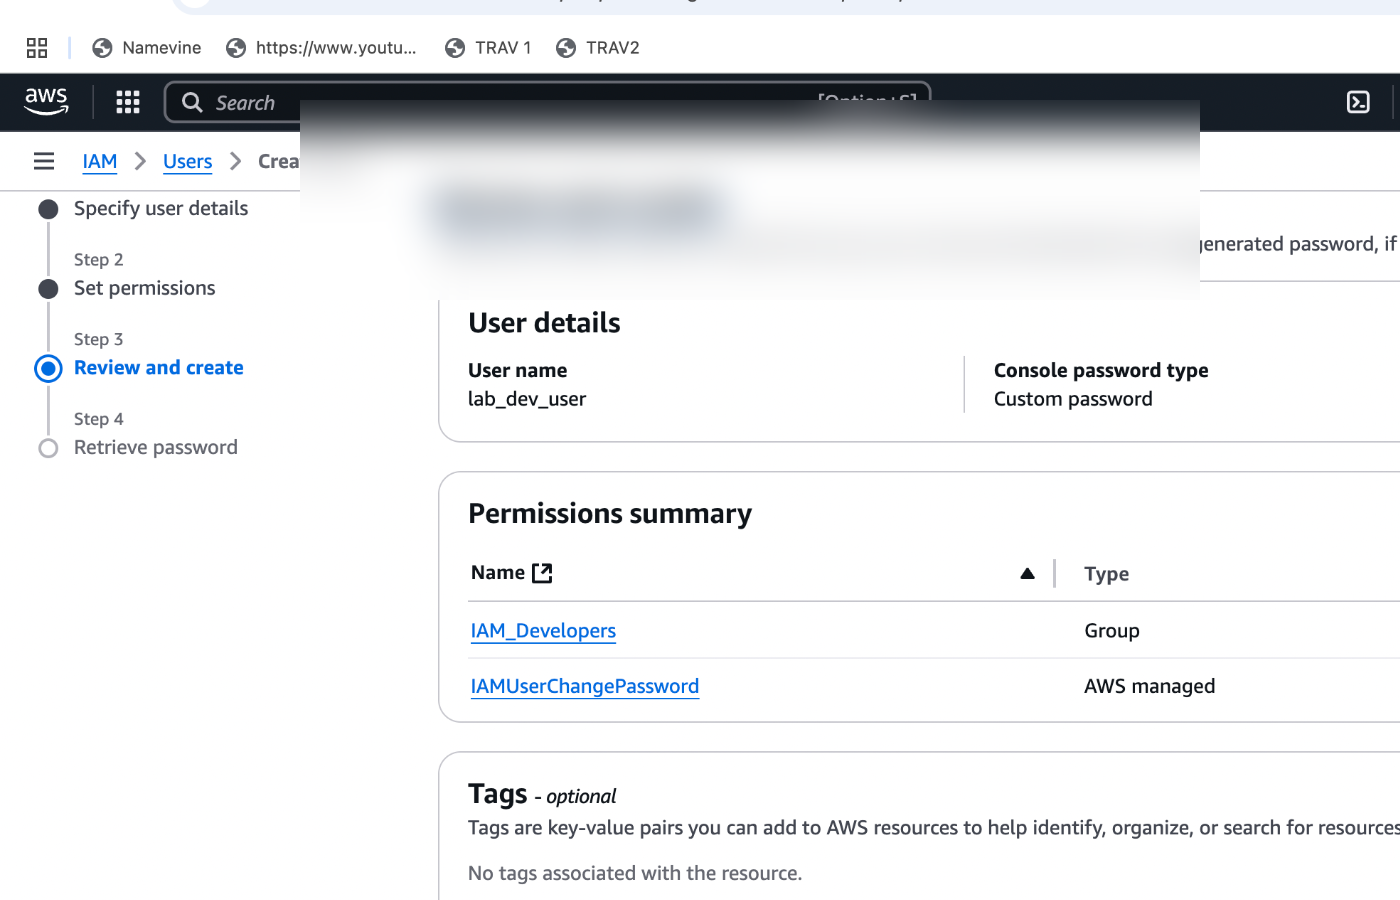 Namevine https://www.youtu... TRAV 1 TRAV2
aws Search
IAM Users
Specify user details
generated password, if
Step 2
Set permissions
Step 3
Review and create
Step 4
Retrieve password
User details
User name Console password type
lab_dev_user Custom password
Permissions summary
Name Type
IAM_Developers Group
IAMUserChangePassword AWS managed
Tags - optional
Tags are key-value pairs you can add to AWS resources to help identify, organize, or search for resources
No tags associated with the resource.